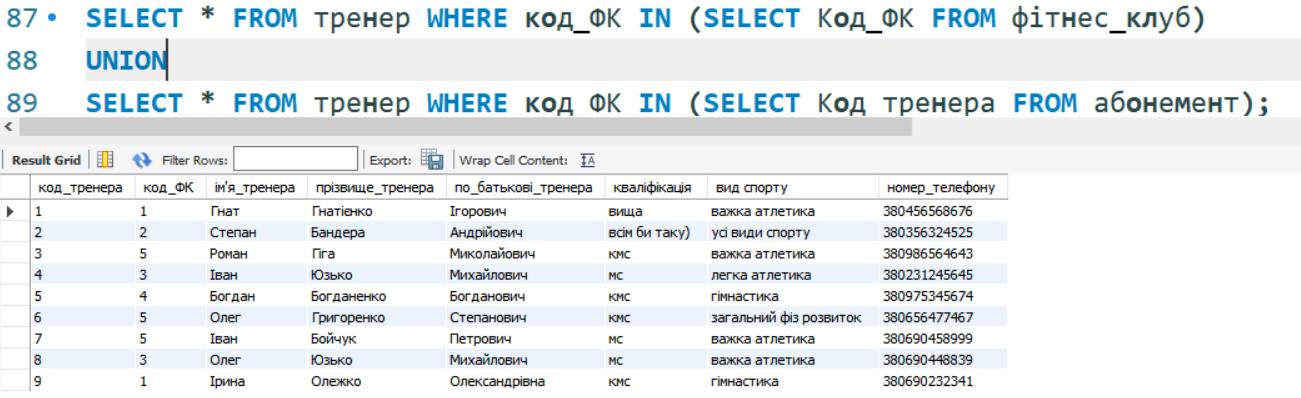 87 SELECT * FROM тренер WHERE код_ФК IN (SELECT Код_ФК FROM фітнес_клуб)
88 UNION
89 SELECT * FROM тренер WHERE код ФК IN (SELECT Код тренера FROM абонемент);
Result Grid Filter Rows: Export: Wrap Cell Content:
код_тренера код_ФК ім'я_тренера прізвище_тренера по_батькові_тренера кваліфікація вид спорту номер_телефону
1 1 Гнат Гнатієнко Ігорович вища важка атлетика 380456568676
2 2 Степан Бандера Андрійович всім би таку) усі види спорту 380356324525
3 5 Роман Гіга Миколайович кмс важка атлетика 380986564643
4 3 Іван Юзько Михайлович мс легка атлетика 380231245645
5 4 Богдан Богданенко Богданович кмс гімнастика 380975345674
6 5 Олег Григоренко Степанович кмс загальний фіз розвиток 380656477467
7 5 Іван Бойчук Петрович мс важка атлетика 380690458999
8 3 Олег Юзько Михайлович мс важка атлетика 380690448839
9 1 Ірина Олежко Олександрівна кмс гімнастика 380690232341